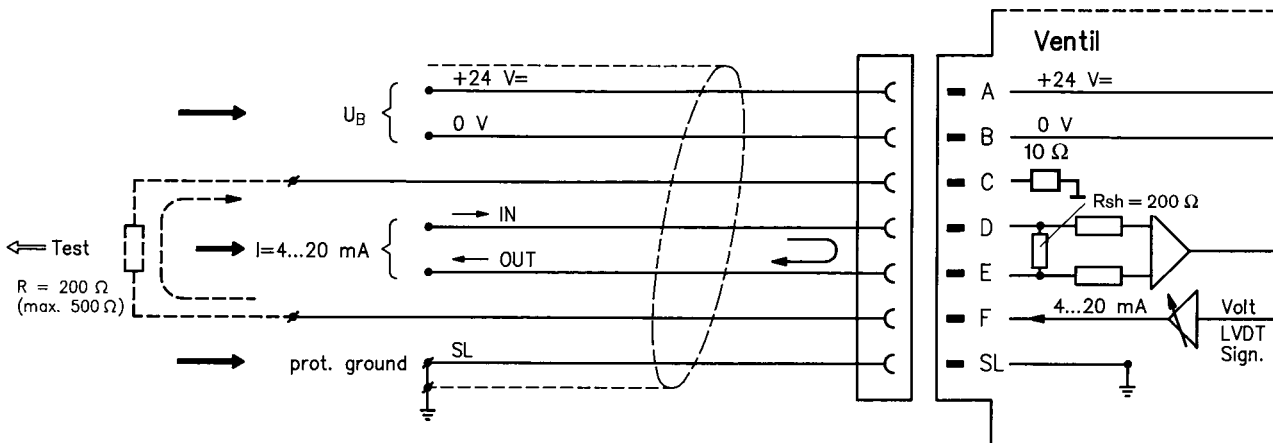 Ventil
+24 V=
A +24 V=
U_B
0 V
B 0 V
10 Ω
C
Rsh = 200 Ω
IN
D
Test
I=4...20 mA
OUT
E
R = 200 Ω
(max. 500 Ω)
F
4...20 mA
Volt
LVDT
Sign.
prot. ground
SL
SL